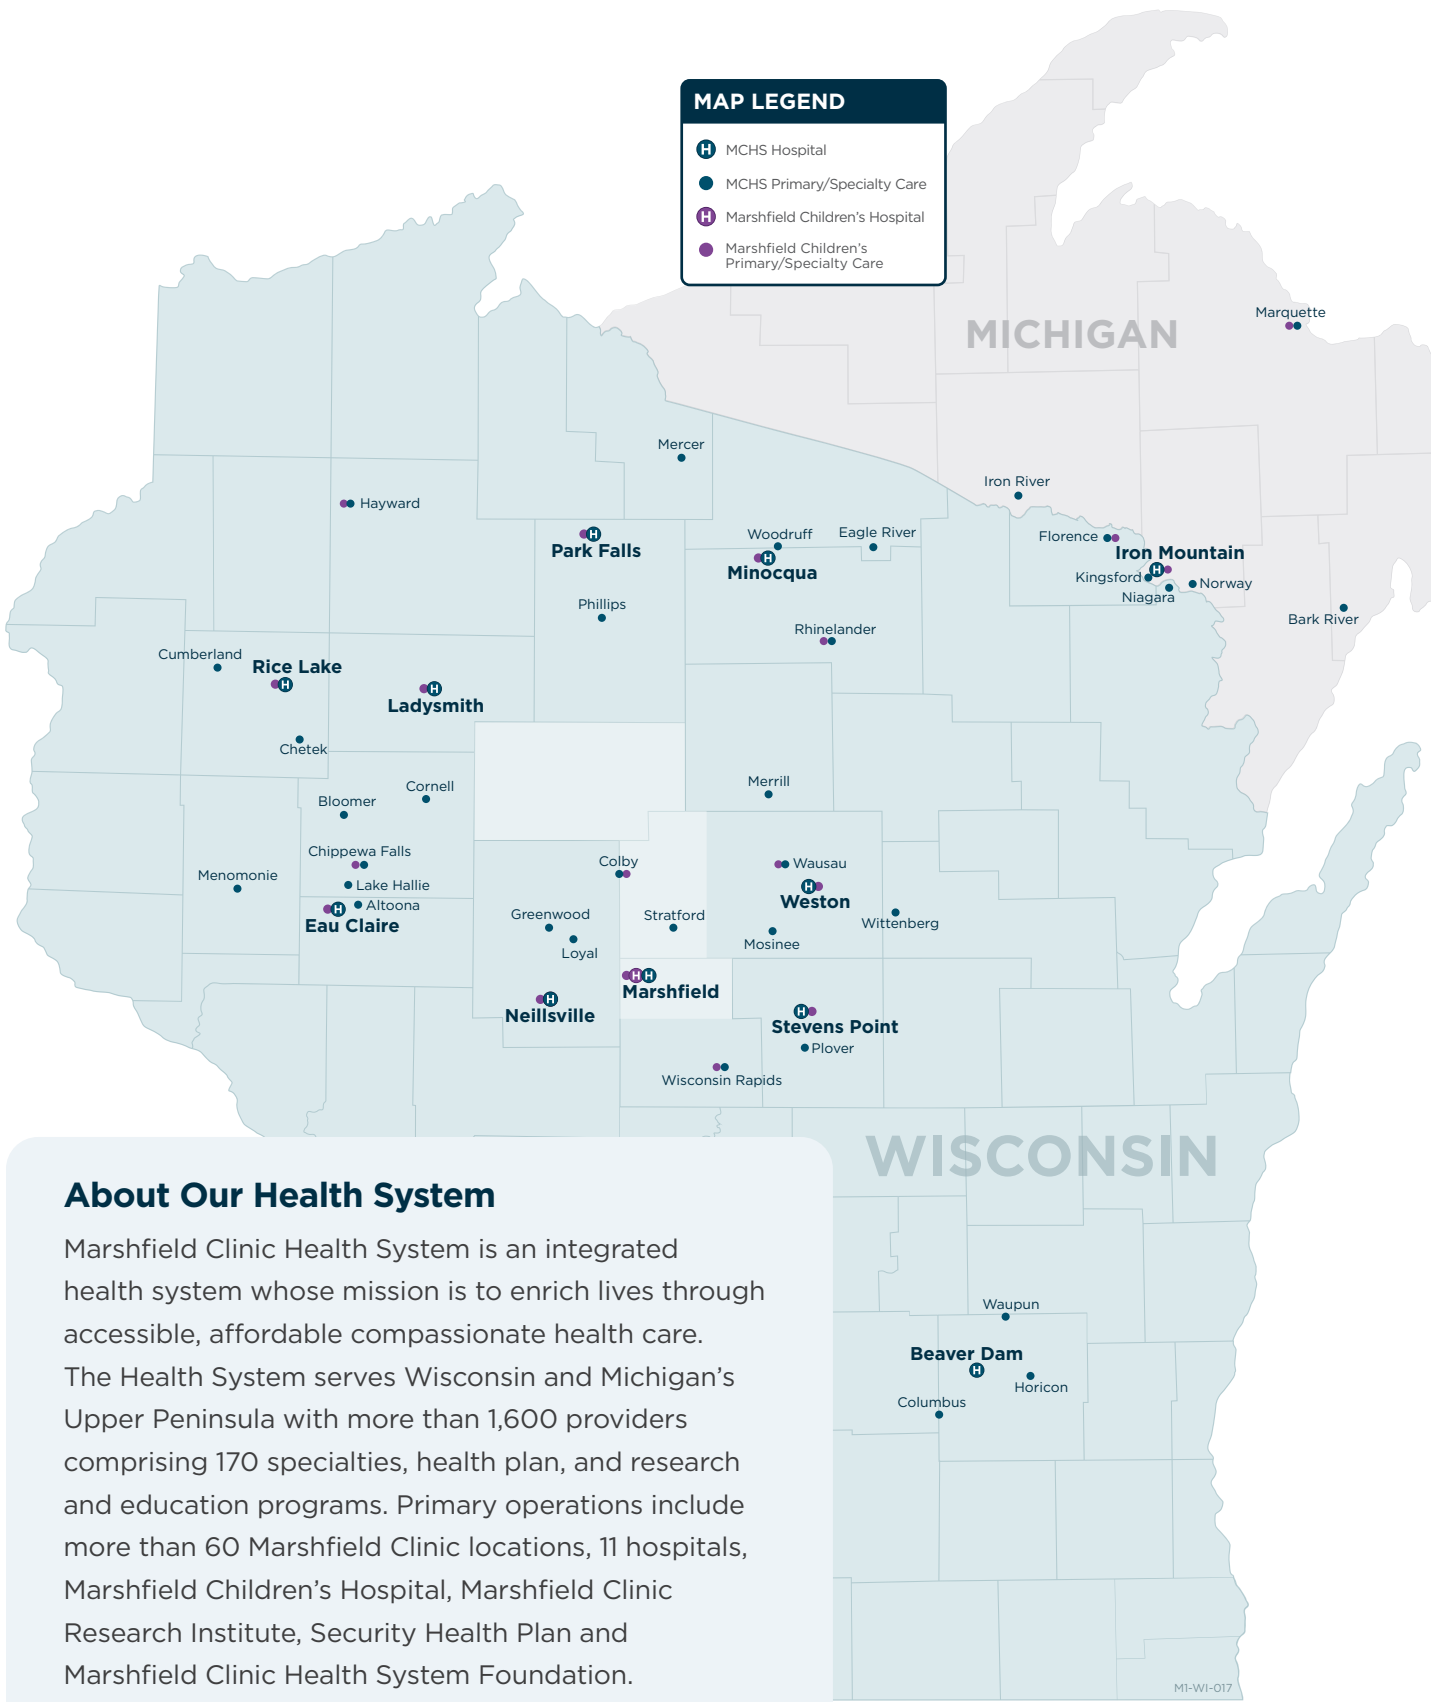 MAP LEGEND
H MCHS Hospital
MCHS Primary/Specialty Care
H Marshfield Children's Hospital
Marshfield Children's
Primary/Specialty Care
MICHIGAN
Marquette
Mercer
Iron River
Hayward
Park Falls
H
Woodruff
Eagle River
Minocqua
H
Florence
Iron Mountain
H
Kingsford
Norway
Niagara
Bark River
Phillips
Rhinelander
Cumberland
Rice Lake
H
Ladysmith
H
Chetek
Cornell
Bloomer
Merrill
Chippewa Falls
Menomonie
Lake Hallie
Altoona
Eau Claire
H
Colby
Wausau
Weston
H
Greenwood
Loyal
Stratford
Mosinee
Wittenberg
H H
Marshfield
Neillsville
H
Stevens Point
H
Plover
Wisconsin Rapids
WISCONSIN
Waupun
Beaver Dam
H
Horicon
Columbus
About Our Health System
Marshfield Clinic Health System is an integrated
health system whose mission is to enrich lives through
accessible, affordable compassionate health care.
The Health System serves Wisconsin and Michigan's
Upper Peninsula with more than 1,600 providers
comprising 170 specialties, health plan, and research
and education programs. Primary operations include
more than 60 Marshfield Clinic locations, 11 hospitals,
Marshfield Children's Hospital, Marshfield Clinic
Research Institute, Security Health Plan and
Marshfield Clinic Health System Foundation.
M1-WI-017